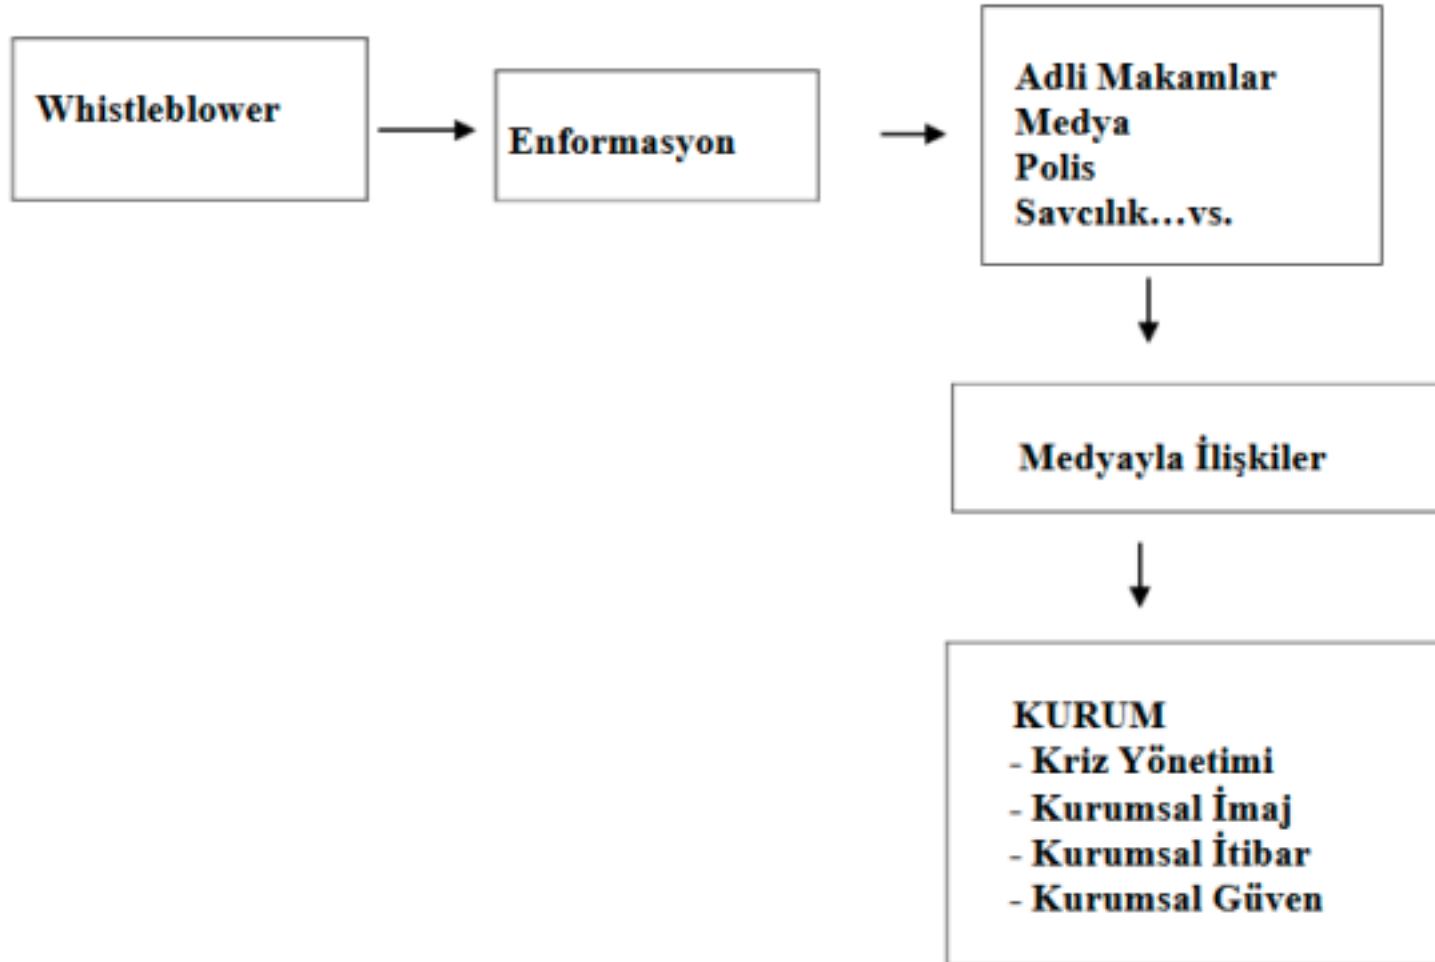 Whistleblower
Enformasyon
Adli Makamlar
Medya
Polis
Savcılık...vs.
Medyayla İlişkiler
KURUM
- Kriz Yönetimi
- Kurumsal İmaj
- Kurumsal İtibar
- Kurumsal Güven